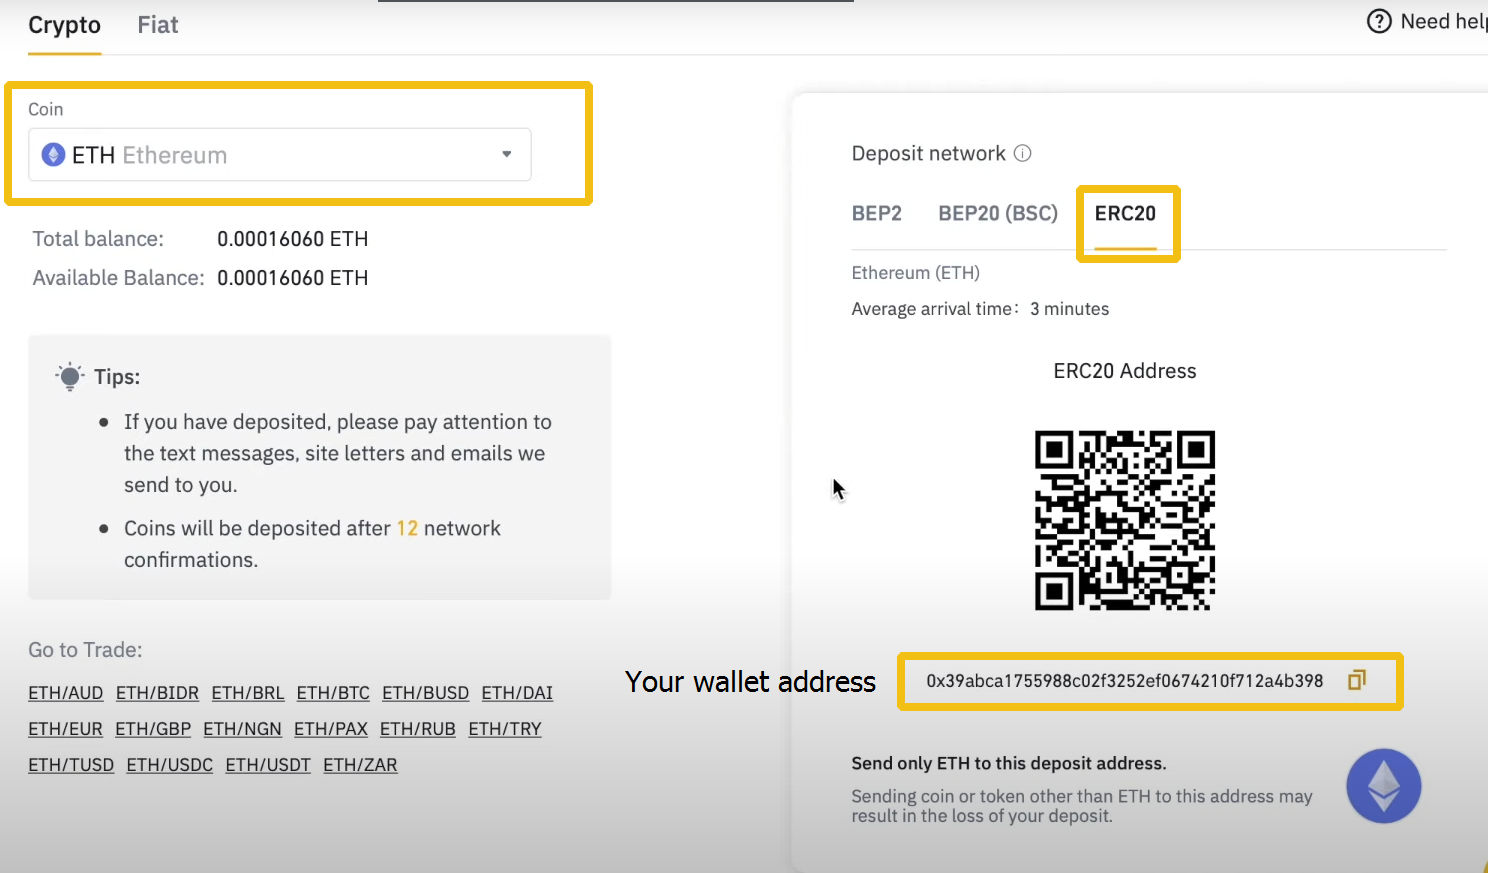 Crypto Fiat
Need hel
Coin
ETH Ethereum
Total balance: 0.00016060 ETH
Available Balance: 0.00016060 ETH
Tips:
• If you have deposited, please pay attention to
the text messages, site letters and emails we
send to you.
• Coins will be deposited after 12 network
confirmations.
Go to Trade:
ETH/AUD ETH/BIDR ETH/BRL ETH/BTC ETH/BUSD ETH/DAI
ETH/EUR ETH/GBP ETH/NGN ETH/PAX ETH/RUB ETH/TRY
ETH/TUSD ETH/USDC ETH/USDT ETH/ZAR
Deposit network
BEP2 BEP20 (BSC) ERC20
Ethereum (ETH)
Average arrival time: 3 minutes
ERC20 Address
Your wallet address
0x39abca1755988c02f3252ef0674210f712a4b398
Send only ETH to this deposit address.
Sending coin or token other than ETH to this address may
result in the loss of your deposit.